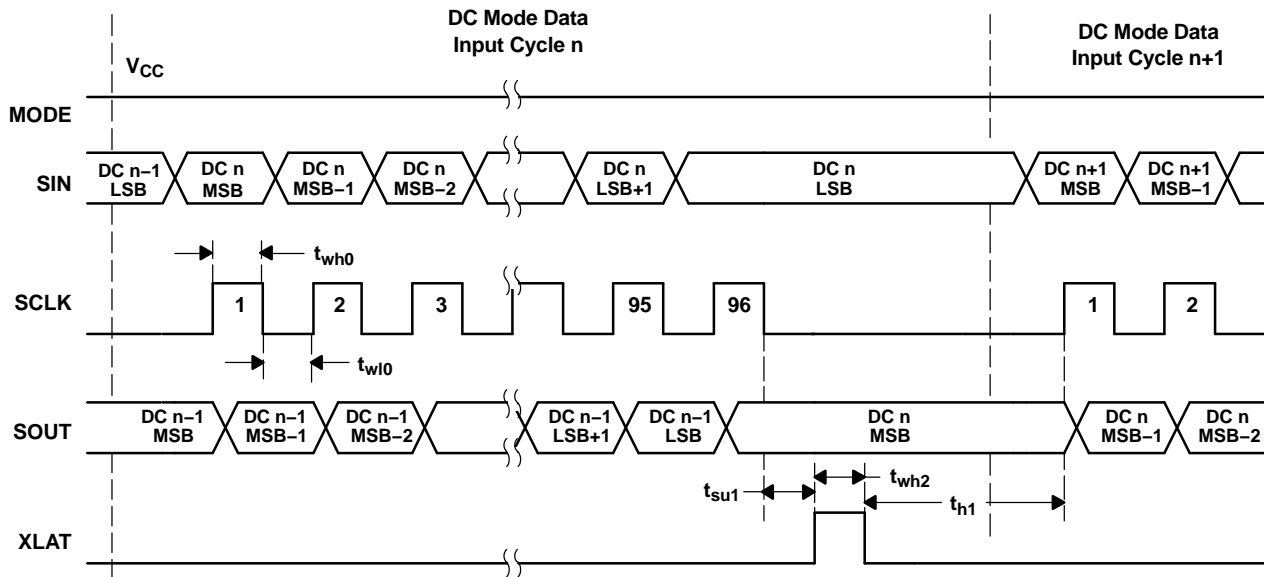 DC Mode Data
Input Cycle n
DC Mode Data
Input Cycle n+1
VCC
MODE
SIN
DC n−1
LSB
DC n
MSB
DC n
MSB−1
DC n
MSB−2
DC n
LSB+1
DC n
LSB
DC n+1
MSB
DC n+1
MSB−1
twh0
SCLK
1
2
3
95
96
1
2
twl0
SOUT
DC n−1
MSB
DC n−1
MSB−1
DC n−1
MSB−2
DC n−1
LSB+1
DC n−1
LSB
DC n
MSB
DC n
MSB−1
DC n
MSB−2
tsu1
twh2
th1
XLAT